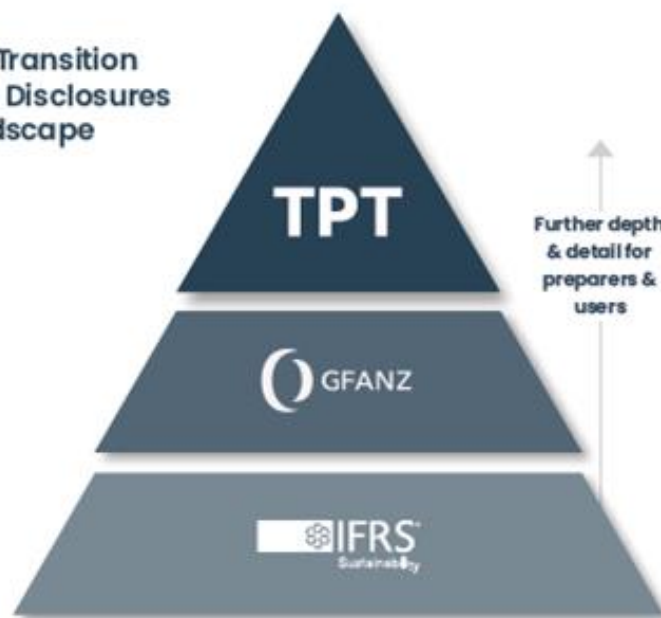 Transition
Disclosures
dscape
TPT
Further depth
& detail for
preparers &
users
GFANZ
IFRS
Sustainability